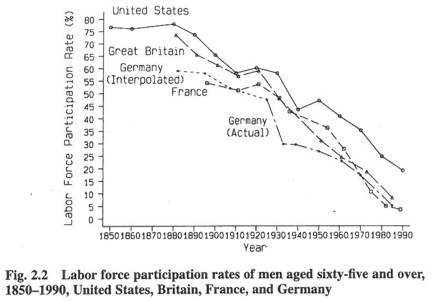 United States
Great Britain
Germany
(Interpolated)
France
Germany
(Actual)
Labor Force Participation Rate (%)
80
75
70
65
60
55
50
45
40
35
30
25
20
15
10
5
0
1850 1860 1870 1880 1890 1900 1910 1920 1930 1940 1950 1960 1970 1980 1990
Year
Fig. 2.2 Labor force participation rates of men aged sixty-five and over,
1850–1990, United States, Britain, France, and Germany